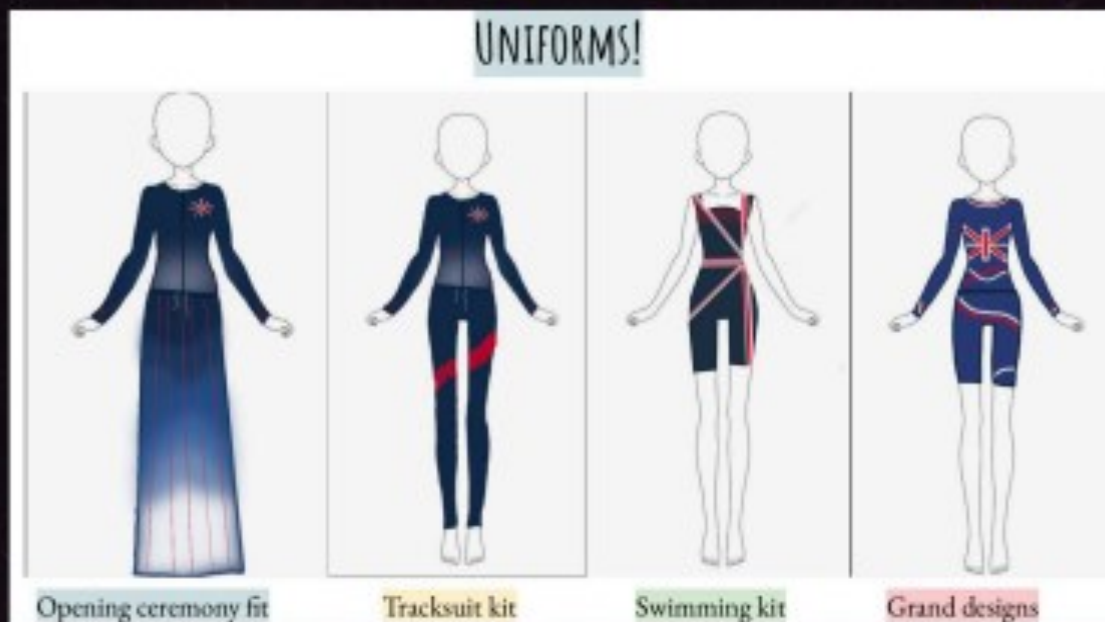 UNIFORMS!
Opening ceremony fit
Tracksuit kit
Swimming kit
Grand designs